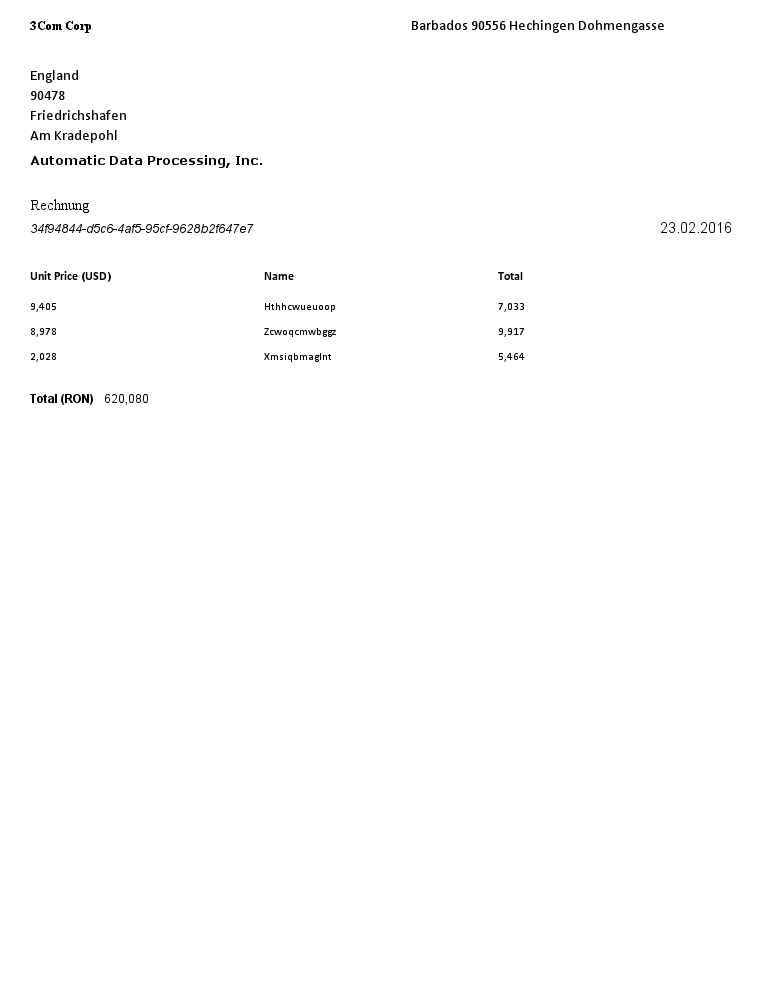 3Com Corp Barbados 90556 Hechingen Dohmengasse
England
90478
Friedrichshafen
Am Kradepohl
Automatic Data Processing, Inc.
Rechnung
34f94844-d5c6-4af5-95cf-9628b2f647e7 23.02.2016
Unit Price (USD) Name Total
9,405 Hthhcwueuoop 7,033
8,978 Zcwoqcmwbggz 9,917
2,028 Xmsiqbmaglnt 5,464
Total (RON) 620,080